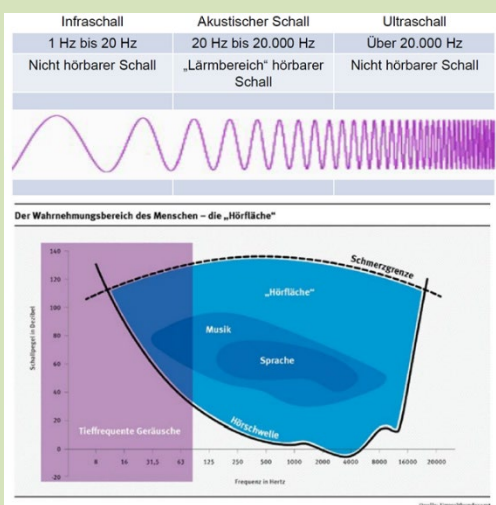 Infraschall Akustischer Schall Ultraschall
1 Hz bis 20 Hz 20 Hz bis 20.000 Hz Über 20.000 Hz
Nicht hörbarer Schall „Lärmbereich“ hörbarer Schall Nicht hörbarer Schall
Der Wahrnehmungsbereich des Menschen – die „Hörfläche“
Schallpegel in Dezibel
140
120
100
80
60
40
20
0
-20
Schmerzgrenze
„Hörfläche“
Musik
Sprache
Hörschwelle
Tieffrequente Geräusche
8 16 31,5 63 125 250 500 1000 2000 4000 8000 16000 20000
Frequenz in Hertz